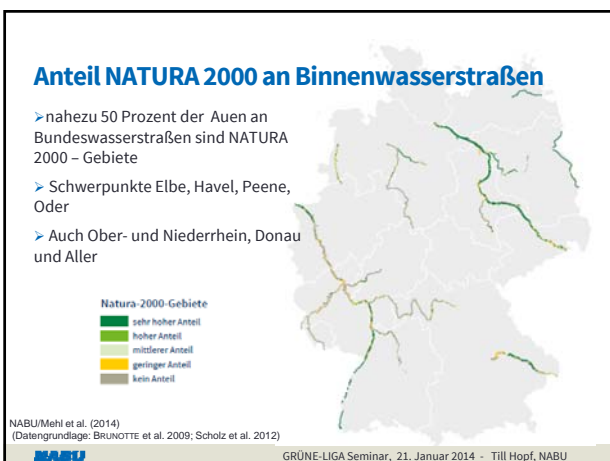 Anteil NATURA 2000 an Binnenwasserstraßen
➢nahezu 50 Prozent der Auen an
Bundeswasserstraßen sind NATURA
2000 – Gebiete
➢ Schwerpunkte Elbe, Havel, Peene,
Oder
➢ Auch Ober- und Niederrhein, Donau
und Aller
Natura-2000-Gebiete
sehr hoher Anteil
hoher Anteil
mittlerer Anteil
geringer Anteil
kein Anteil
NABU/Mehl et al. (2014)
(Datengrundlage: BRUNOTTE et al. 2009; Scholz et al. 2012)
NABU
GRÜNE-LIGA Seminar, 21. Januar 2014 - Till Hopf, NABU